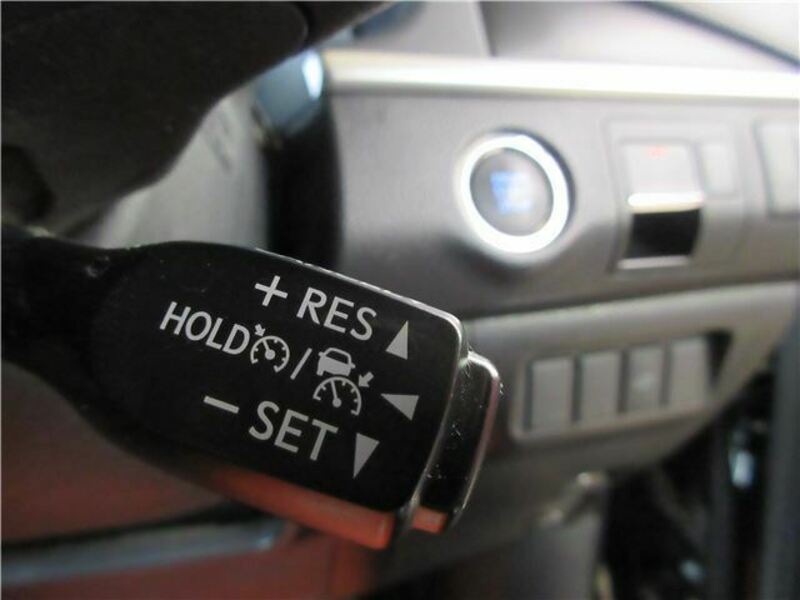 + RES
HOLD /
− SET